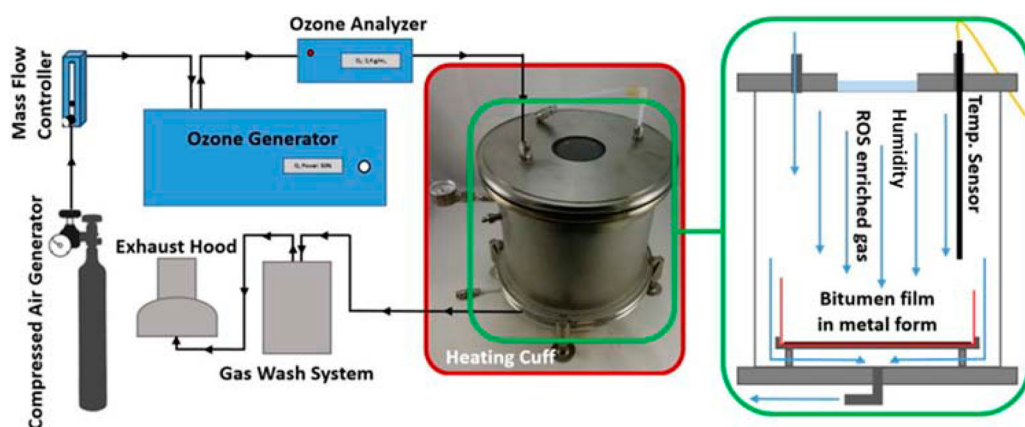 Ozone Analyzer
Mass Flow
Controller
Ozone Generator
Compressed Air Generator
Exhaust Hood
Gas Wash System
Heating Cuff
Temp. Sensor
Humidity
ROS enriched gas
Bitumen film
in metal form